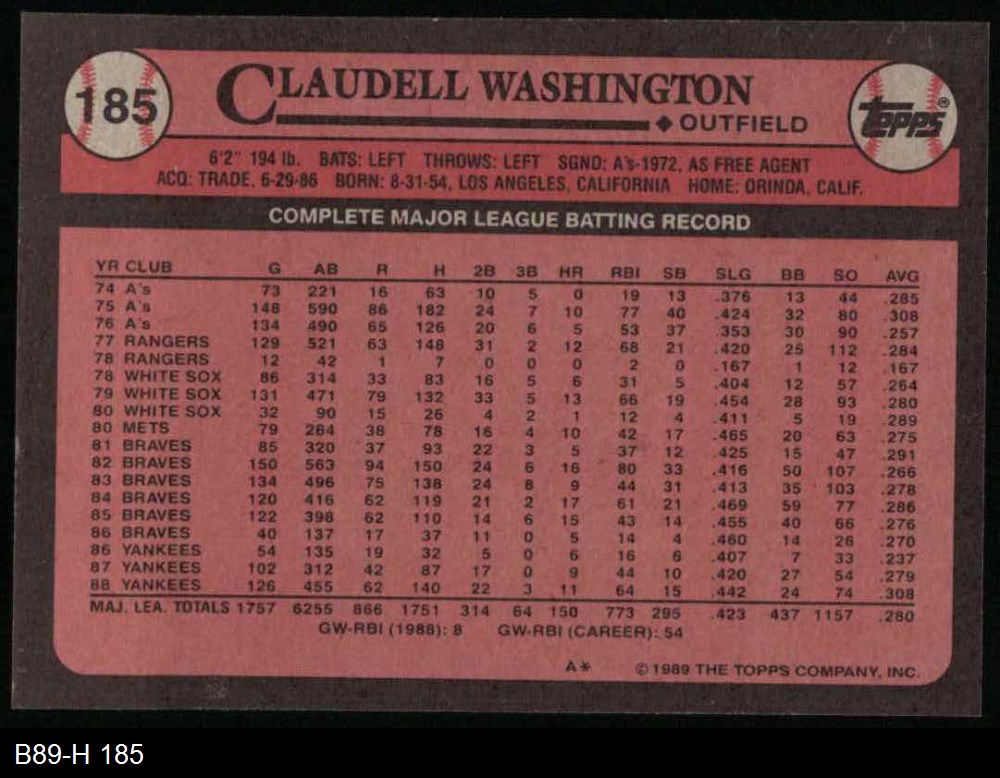 185
CLAUDELL WASHINGTON
◆ OUTFIELD
TOPPS®
6'2" 194 lb. BATS: LEFT THROWS: LEFT SGND: A's-1972, AS FREE AGENT
ACQ: TRADE, 6-29-86 BORN: 8-31-54, LOS ANGELES, CALIFORNIA HOME: ORINDA, CALIF.
COMPLETE MAJOR LEAGUE BATTING RECORD
YR CLUB G AB R H 2B 3B HR RBI SB SLG BB SO AVG
74 A's 73 221 16 63 10 5 0 19 13 .376 13 44 .285
75 A's 148 590 86 182 24 7 10 77 40 .424 32 80 .308
76 A's 134 490 65 126 20 6 5 53 37 .353 30 90 .257
77 RANGERS 129 521 63 148 31 2 12 68 21 .420 25 112 .284
78 RANGERS 12 42 1 7 0 0 0 2 0 .167 1 12 .167
78 WHITE SOX 86 314 33 83 16 5 6 31 5 .404 12 57 .264
79 WHITE SOX 131 471 79 132 33 5 13 66 19 .454 28 93 .280
80 WHITE SOX 32 90 15 26 4 2 1 12 4 .411 5 19 .289
80 METS 79 284 38 78 16 4 10 42 17 .465 20 63 .275
81 BRAVES 85 320 37 93 22 3 5 37 12 .425 15 47 .291
82 BRAVES 150 563 94 150 24 6 16 80 33 .416 50 107 .266
83 BRAVES 134 496 75 138 24 8 9 44 31 .413 35 103 .278
84 BRAVES 120 416 62 119 21 2 17 61 21 .469 59 77 .286
85 BRAVES 122 398 62 110 14 6 15 43 14 .455 40 66 .276
86 BRAVES 40 137 17 37 11 0 5 14 4 .460 14 26 .270
86 YANKEES 54 135 19 32 5 0 6 16 6 .407 7 33 .237
87 YANKEES 102 312 42 87 17 0 9 44 10 .420 27 54 .279
88 YANKEES 126 455 62 140 22 3 11 64 15 .442 24 74 .308
MAJ. LEA. TOTALS 1757 6255 866 1751 314 64 150 773 295 .423 437 1157 .280
GW-RBI (1988): 8 GW-RBI (CAREER): 54
A* © 1989 THE TOPPS COMPANY, INC.
B89-H 185